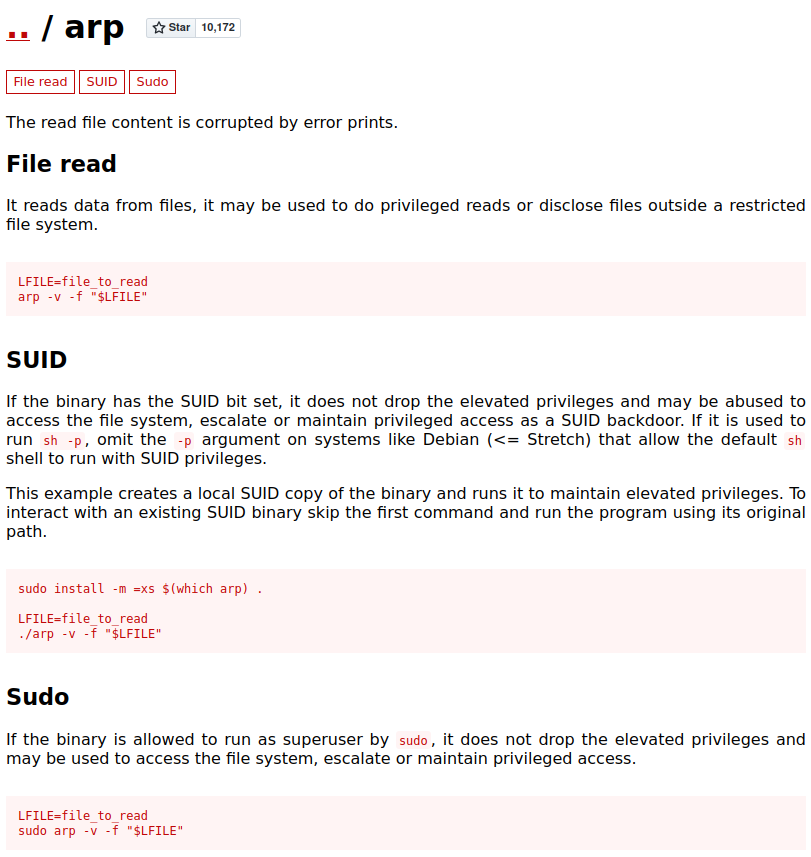 .. / arp
Star 10,172
File read SUID Sudo
The read file content is corrupted by error prints.
File read
It reads data from files, it may be used to do privileged reads or disclose files outside a restricted
file system.
LFILE=file_to_read
arp -v -f "$LFILE"
SUID
If the binary has the SUID bit set, it does not drop the elevated privileges and may be abused to
access the file system, escalate or maintain privileged access as a SUID backdoor. If it is used to
run sh -p, omit the -p argument on systems like Debian (<= Stretch) that allow the default sh
shell to run with SUID privileges.
This example creates a local SUID copy of the binary and runs it to maintain elevated privileges. To
interact with an existing SUID binary skip the first command and run the program using its original
path.
sudo install -m =xs $(which arp) .
LFILE=file_to_read
./arp -v -f "$LFILE"
Sudo
If the binary is allowed to run as superuser by sudo, it does not drop the elevated privileges and
may be used to access the file system, escalate or maintain privileged access.
LFILE=file_to_read
sudo arp -v -f "$LFILE"